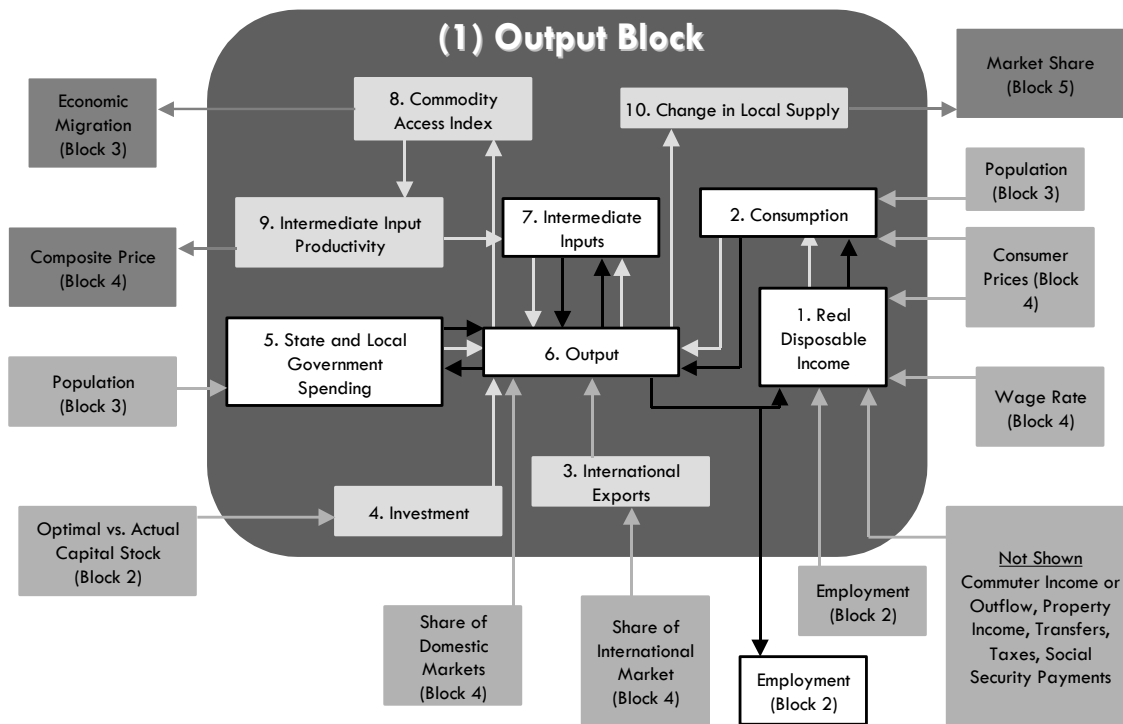 (1) Output Block
Economic
Migration
(Block 3)
8. Commodity
Access Index
10. Change in Local Supply
Market Share
(Block 5)
Population
(Block 3)
9. Intermediate Input
Productivity
7. Intermediate
Inputs
2. Consumption
Composite Price
(Block 4)
Consumer
Prices (Block
4)
5. State and Local
Government
Spending
6. Output
1. Real
Disposable
Income
Population
(Block 3)
Wage Rate
(Block 4)
3. International
Exports
4. Investment
Optimal vs. Actual
Capital Stock
(Block 2)
Share of
Domestic
Markets
(Block 4)
Share of
International
Market
(Block 4)
Employment
(Block 2)
Employment
(Block 2)
Not Shown
Commuter Income or
Outflow, Property
Income, Transfers,
Taxes, Social
Security Payments